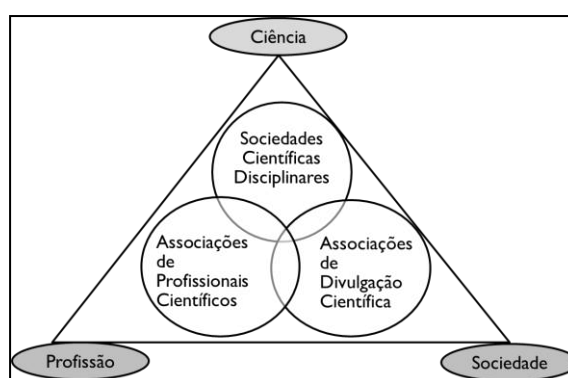 Ciência
Sociedades
Científicas
Disciplinares
Associações
de
Profissionais
Científicos
Associações
de
Divulgação
Científica
Profissão
Sociedade